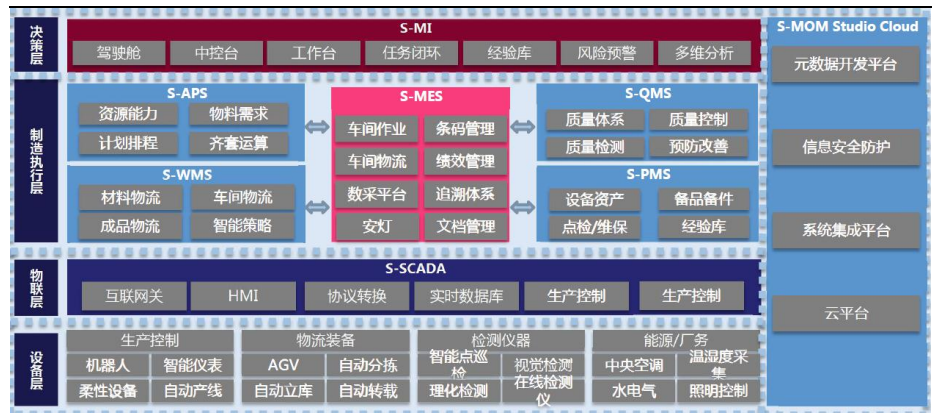 决策层
S-MI
驾驶舱 中控台 工作台 任务闭环 经验库 风险预警 多维分析
制造执行层
S-APS
资源能力 物料需求
计划排程 齐套运算
S-WMS
材料物流 车间物流
成品物流 智能策略
S-MES
车间作业 条码管理
车间物流 绩效管理
数采平台 追溯体系
安灯 文档管理
S-QMS
质量体系 质量控制
质量检测 预防改善
S-PMS
设备资产 备品备件
点检/维保 经验库
物联层
S-SCADA
互联网关 HMI 协议转换 实时数据库 生产控制 生产控制
设备层
生产控制 物流装备 检测仪器 能源/厂务
机器人 智能仪表 AGV 自动分拣 智能点巡检 视觉检测 中央空调 温湿度采集
柔性设备 自动产线 自动立库 自动转载 理化检测 在线检测仪 水电气 照明控制
S-MOM Studio Cloud
元数据开发平台
信息安全防护
系统集成平台
云平台